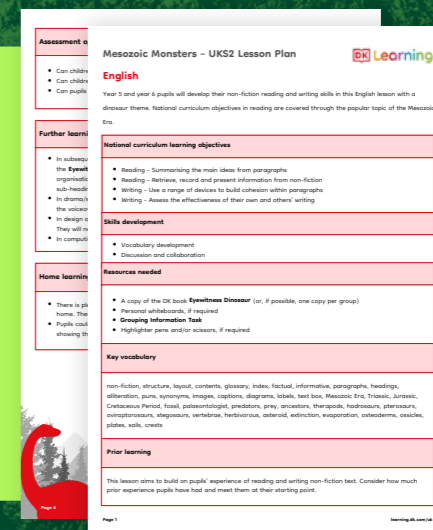 Assessment o
Can childre
Can childre
Can pupils
Further learni
In subsequ
the Eyewit
organisatio
sub-headir
In drama/e
the voiceov
In design a
They will n
In computi
Home learning
There is pl
home. The
Pupils coul
showing th
Page 6
Mesozoic Monsters – UKS2 Lesson Plan
DK Learning
English
Year 5 and year 6 pupils will develop their non-fiction reading and writing skills in this English lesson with a
dinosaur theme. National curriculum objectives in reading are covered through the popular topic of the Mesozoic
Era.
National curriculum learning objectives
Reading – Summarising the main ideas from paragraphs
Reading – Retrieve, record and present information from non-fiction
Writing – Use a range of devices to build cohesion within paragraphs
Writing – Assess the effectiveness of their own and others' writing
Skills development
Vocabulary development
Discussion and collaboration
Resources needed
A copy of the DK book Eyewitness Dinosaur (or, if possible, one copy per group)
Personal whiteboards, if required
Grouping Information Task
Highlighter pens and/or scissors, if required
Key vocabulary
non-fiction, structure, layout, contents, glossary, index, factual, informative, paragraphs, headings,
alliteration, puns, synonyms, images, captions, diagrams, labels, text box, Mesozoic Era, Triassic, Jurassic,
Cretaceous Period, fossil, palaeontologist, predators, prey, ancestors, therapods, hadrosaurs, pterosaurs,
oviraptorosaurs, stegosaurs, vertebrae, herbivorous, asteroid, extinction, evaporation, osteoderms, ossicles,
plates, sails, crests
Prior learning
This lesson aims to build on pupils' experience of reading and writing non-fiction text. Consider how much
prior experience pupils have had and meet them at their starting point.
Page 1
learning.dk.com/uk